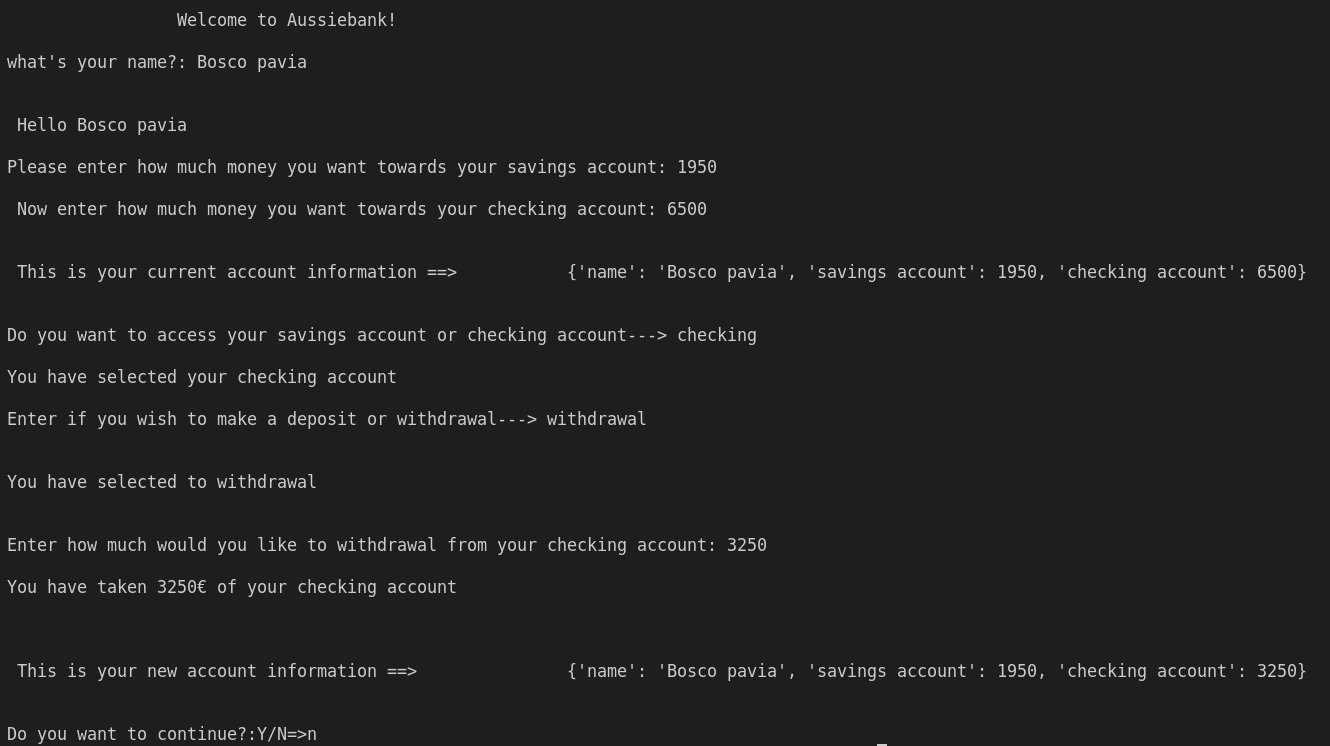 Welcome to Aussiebank!
what's your name?: Bosco pavia
Hello Bosco pavia
Please enter how much money you want towards your savings account: 1950
Now enter how much money you want towards your checking account: 6500
This is your current account information ==>           {'name': 'Bosco pavia', 'savings account': 1950, 'checking account': 6500}
Do you want to access your savings account or checking account---> checking
You have selected your checking account
Enter if you wish to make a deposit or withdrawal---> withdrawal
You have selected to withdrawal
Enter how much would you like to withdrawal from your checking account: 3250
You have taken 3250€ of your checking account
This is your new account information ==>               {'name': 'Bosco pavia', 'savings account': 1950, 'checking account': 3250}
Do you want to continue?:Y/N=>n